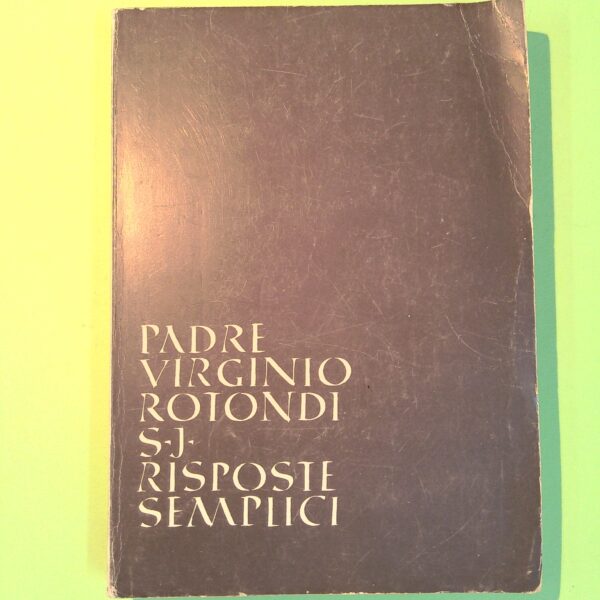 PADRE
VIRGINIO
ROTONDI
S·J·
RISPOSTE
SEMPLICI